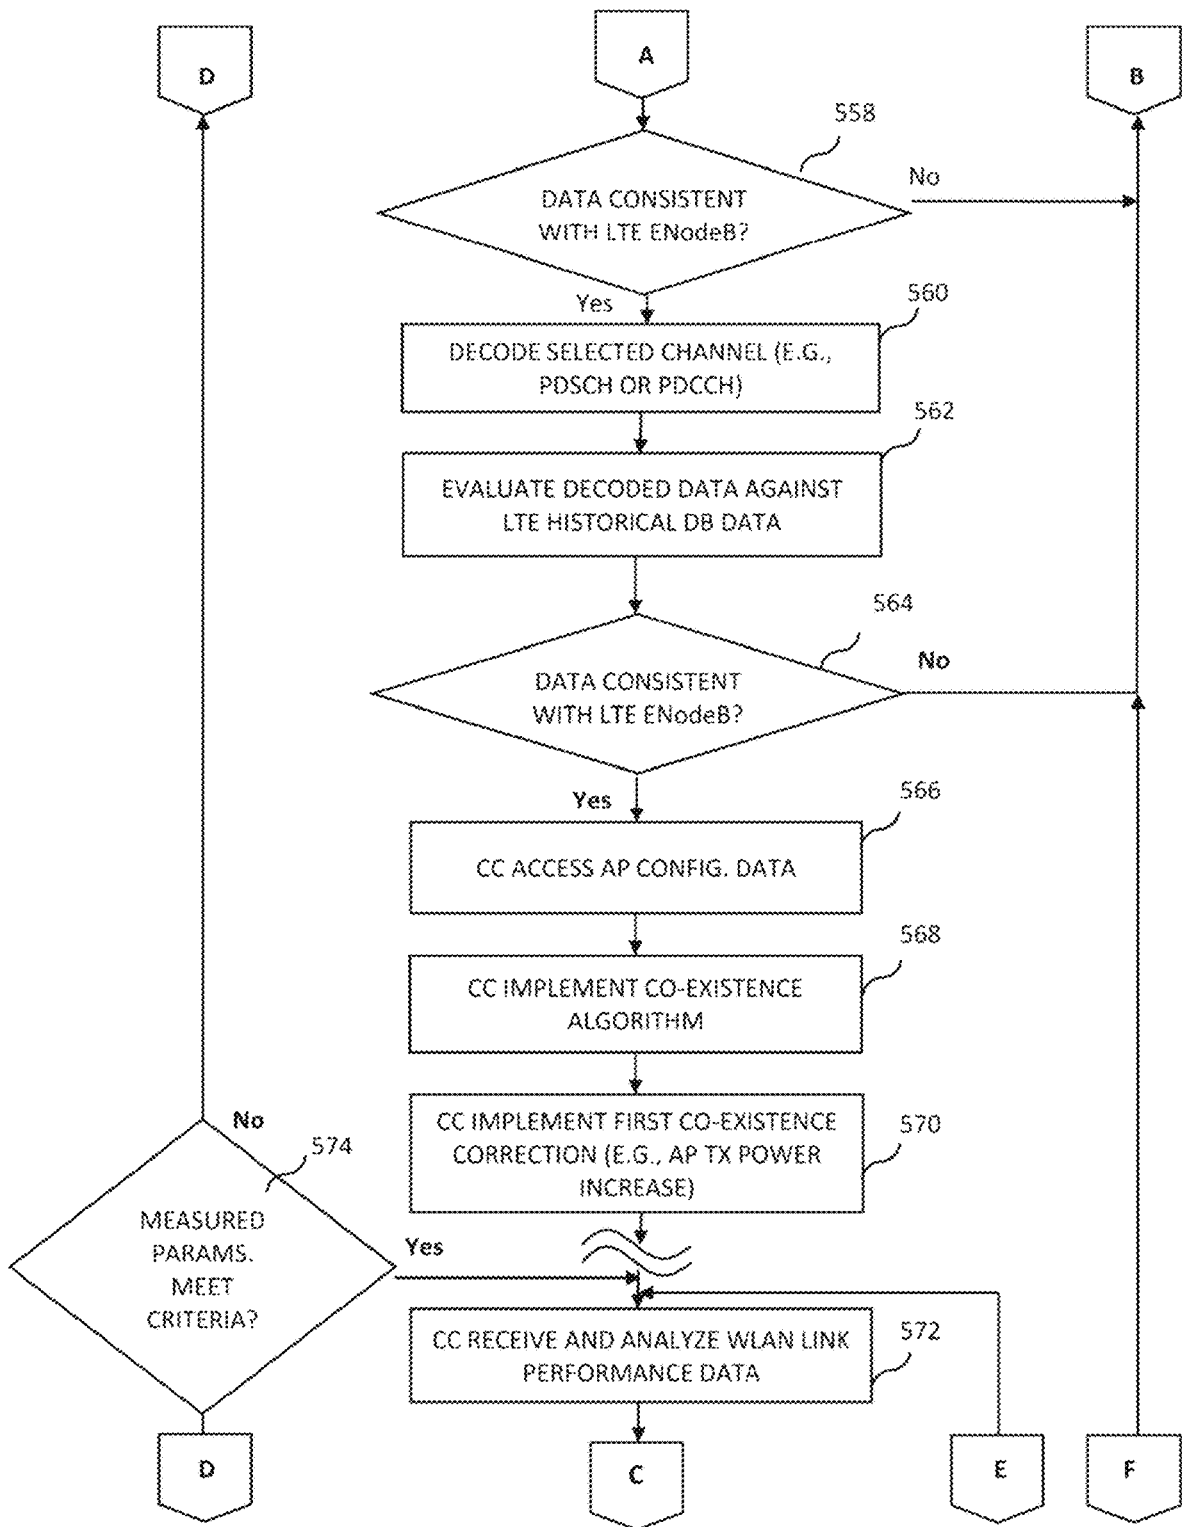 D
A
B
558
DATA CONSISTENT
WITH LTE ENodeB?
No
Yes
560
DECODE SELECTED CHANNEL (E.G.,
PDSCH OR PDCCH)
562
EVALUATE DECODED DATA AGAINST
LTE HISTORICAL DB DATA
564
DATA CONSISTENT
WITH LTE ENodeB?
No
Yes
566
CC ACCESS AP CONFIG. DATA
568
CC IMPLEMENT CO-EXISTENCE
ALGORITHM
570
CC IMPLEMENT FIRST CO-EXISTENCE
CORRECTION (E.G., AP TX POWER
INCREASE)
No
574
MEASURED
PARAMS.
MEET
CRITERIA?
Yes
572
CC RECEIVE AND ANALYZE WLAN LINK
PERFORMANCE DATA
D
C
E
F